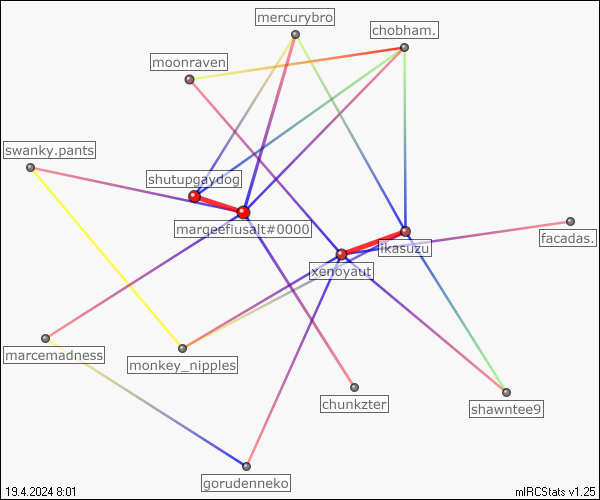 mercurybro
chobham.
moonraven
swanky.pants
shutupgaydog
marqeefiusalt#0000
facadas.
ikasuzu
xenoyaut
marcemadness
monkey_nipples
chunkzter
shawntee9
gorudenneko
19.4.2024 8:01
mIRCStats v1.25